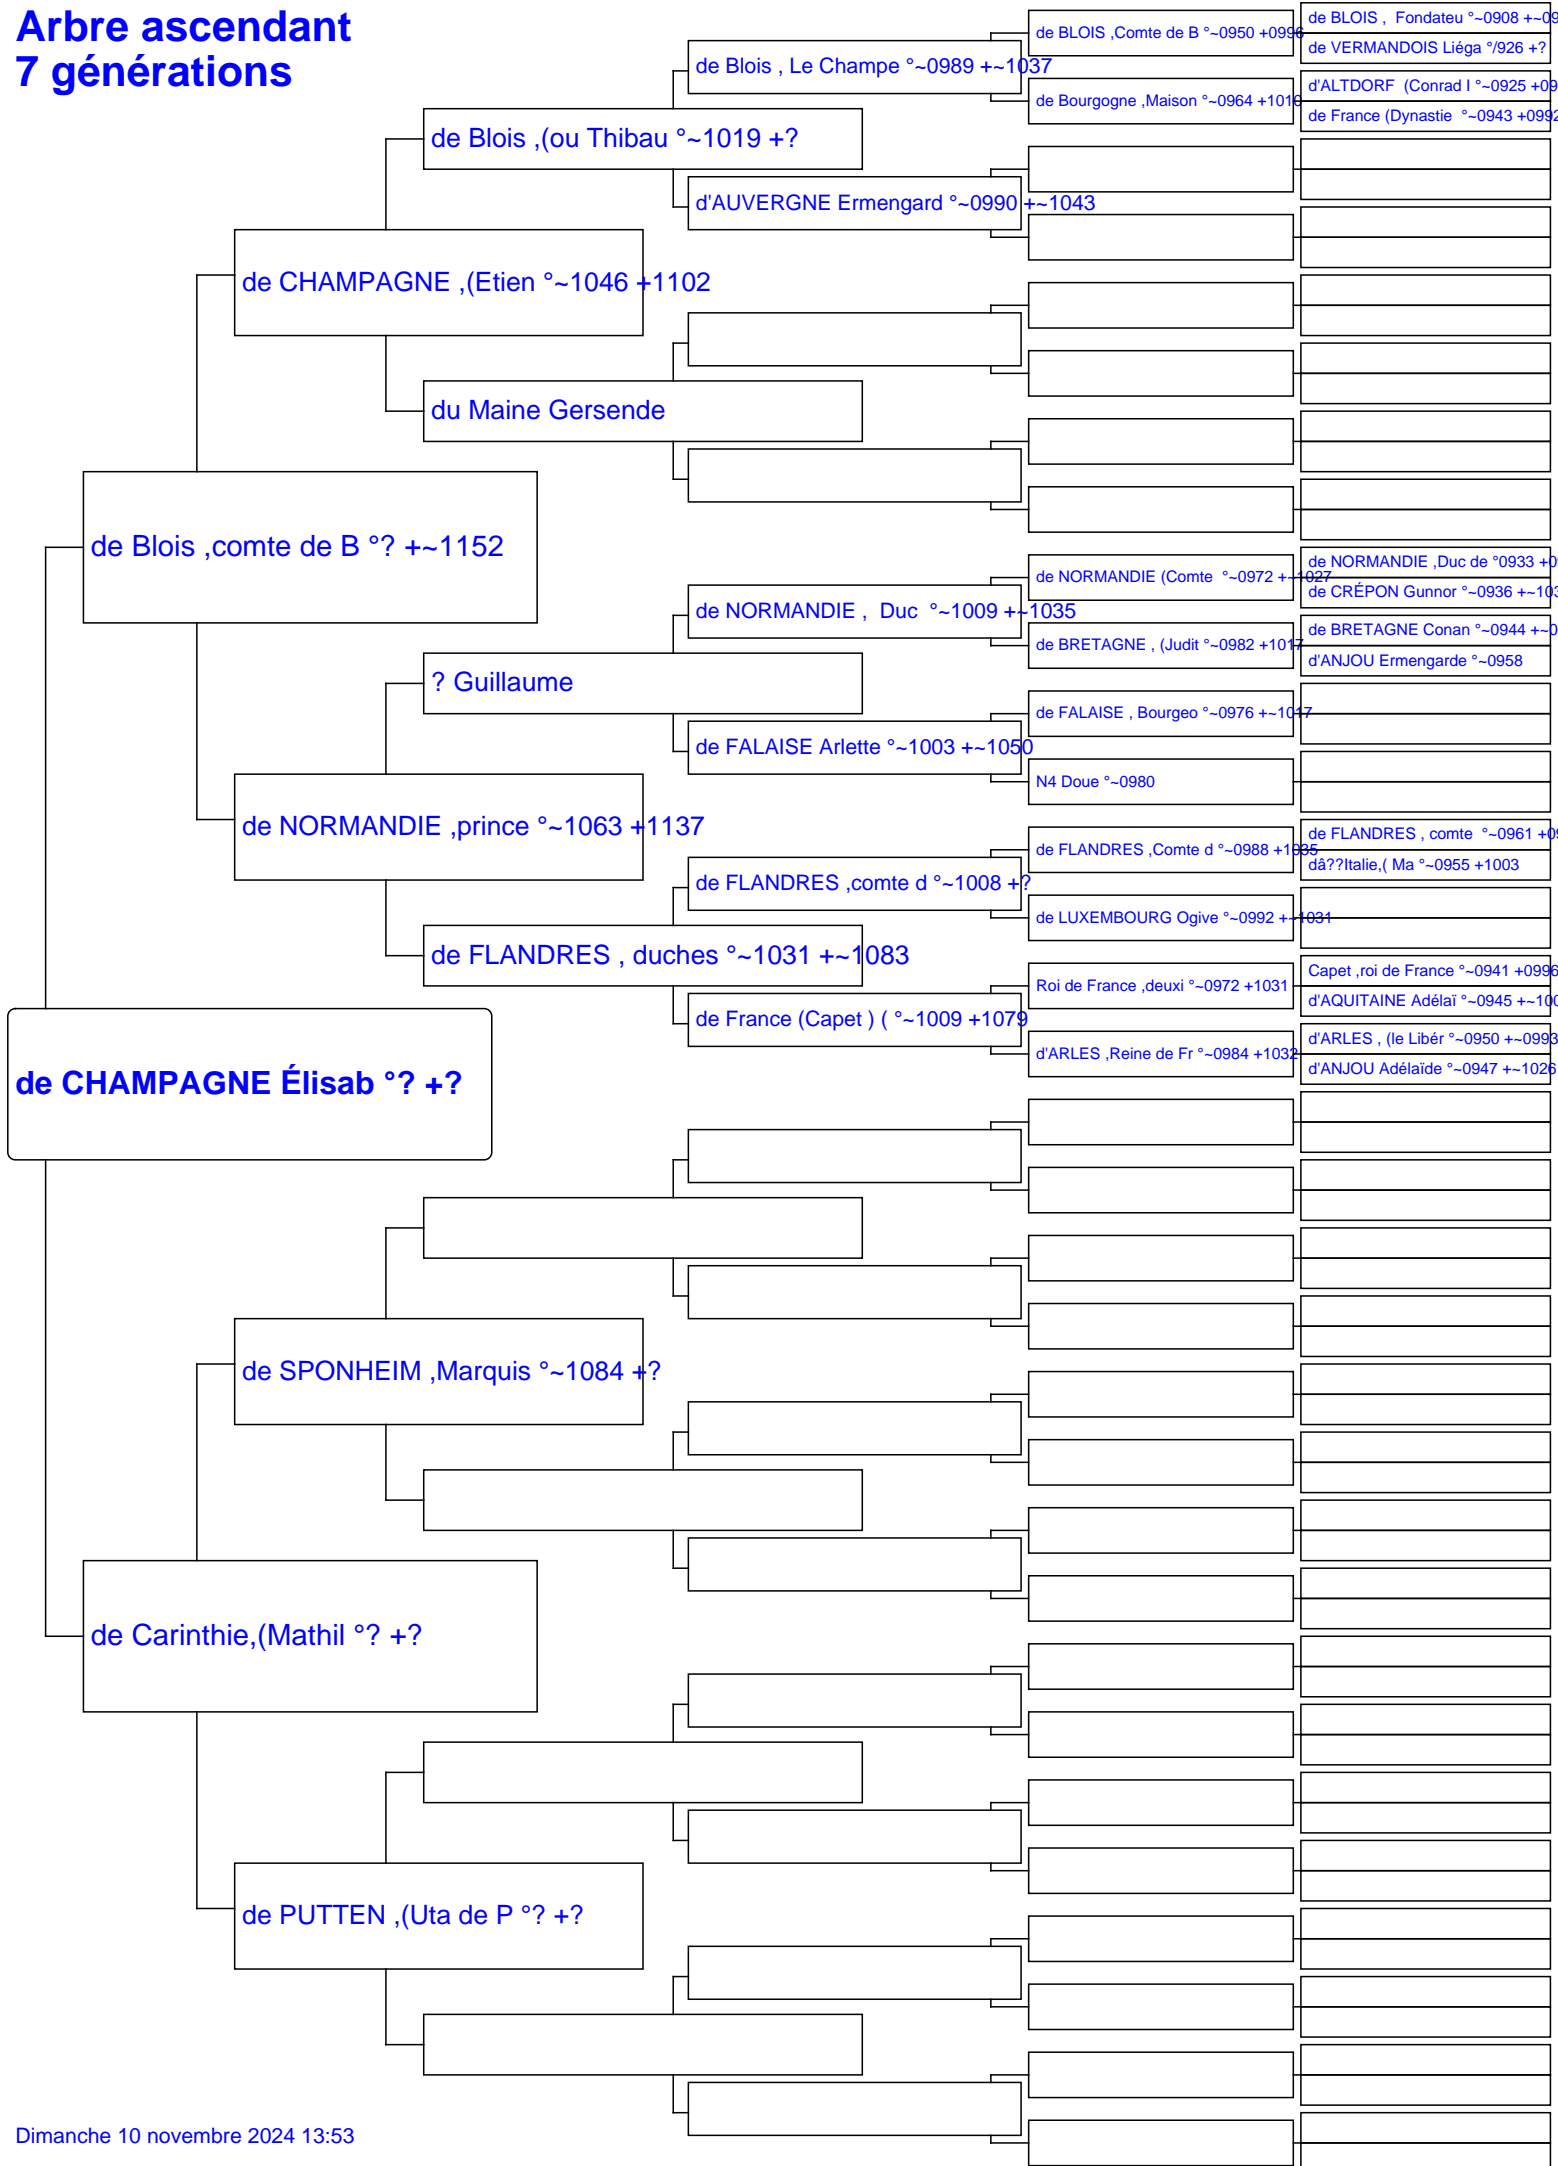 Arbre ascendant
7 générations
de BLOIS , Fondateu °~0908 +~09
de BLOIS ,Comte de B °~0950 +0996
de VERMANDOIS Liéga °/926 +?
de Blois , Le Champe °~0989 +~1037
d'ALTDORF (Conrad I °~0925 +09
de Bourgogne ,Maison °~0964 +1010
de France (Dynastie °~0943 +0992
de Blois ,(ou Thibau °~1019 +?
d'AUVERGNE Ermengard °~0990 +~1043
de CHAMPAGNE ,(Etien °~1046 +1102
du Maine Gersende
de Blois ,comte de B °? +~1152
de NORMANDIE ,Duc de °0933 +09
de NORMANDIE (Comte °~0972 +~1027
de CRÉPON Gunnor °~0936 +~103
de NORMANDIE , Duc °~1009 +~1035
de BRETAGNE Conan °~0944 +~0
de BRETAGNE , (Judit °~0982 +1017
d'ANJOU Ermengarde °~0958
? Guillaume
de FALAISE , Bourgeo °~0976 +~1017
de FALAISE Arlette °~1003 +~1050
N4 Doue °~0980
de NORMANDIE ,prince °~1063 +1137
de FLANDRES , comte °~0961 +09
de FLANDRES ,Comte d °~0988 +1035
dâ??Italie,( Ma °~0955 +1003
de FLANDRES ,comte d °~1008 +?
de LUXEMBOURG Ogive °~0992 +~1031
de FLANDRES , duches °~1031 +~1083
Capet ,roi de France °~0941 +0996
Roi de France ,deuxi °~0972 +1031
d'AQUITAINE Adélaï °~0945 +~100
de France (Capet ) ( °~1009 +1079
d'ARLES , (le Libér °~0950 +~0993
d'ARLES ,Reine de Fr °~0984 +1032
d'ANJOU Adélaïde °~0947 +~1026
de CHAMPAGNE Élisab °? +?
de SPONHEIM ,Marquis °~1084 +?
de Carinthie,(Mathil °? +?
de PUTTEN ,(Uta de P °? +?
Dimanche 10 novembre 2024 13:53